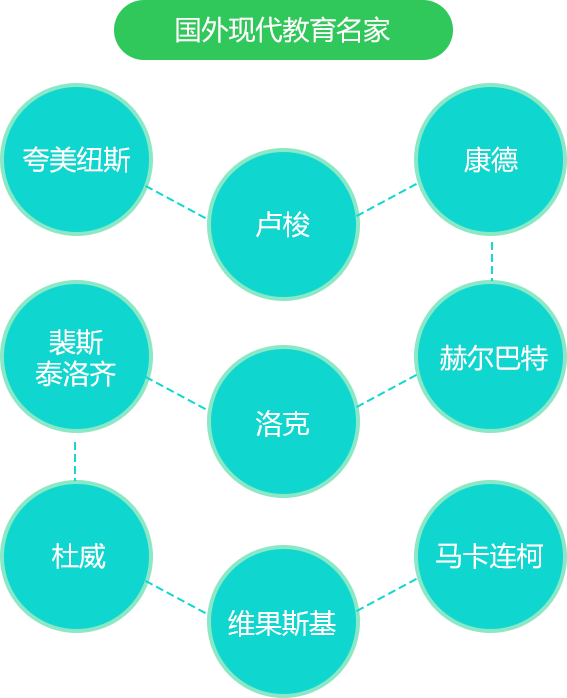 国外现代教育名家
夸美纽斯
卢梭
康德
裴斯
泰洛齐
洛克
赫尔巴特
杜威
维果斯基
马卡连柯